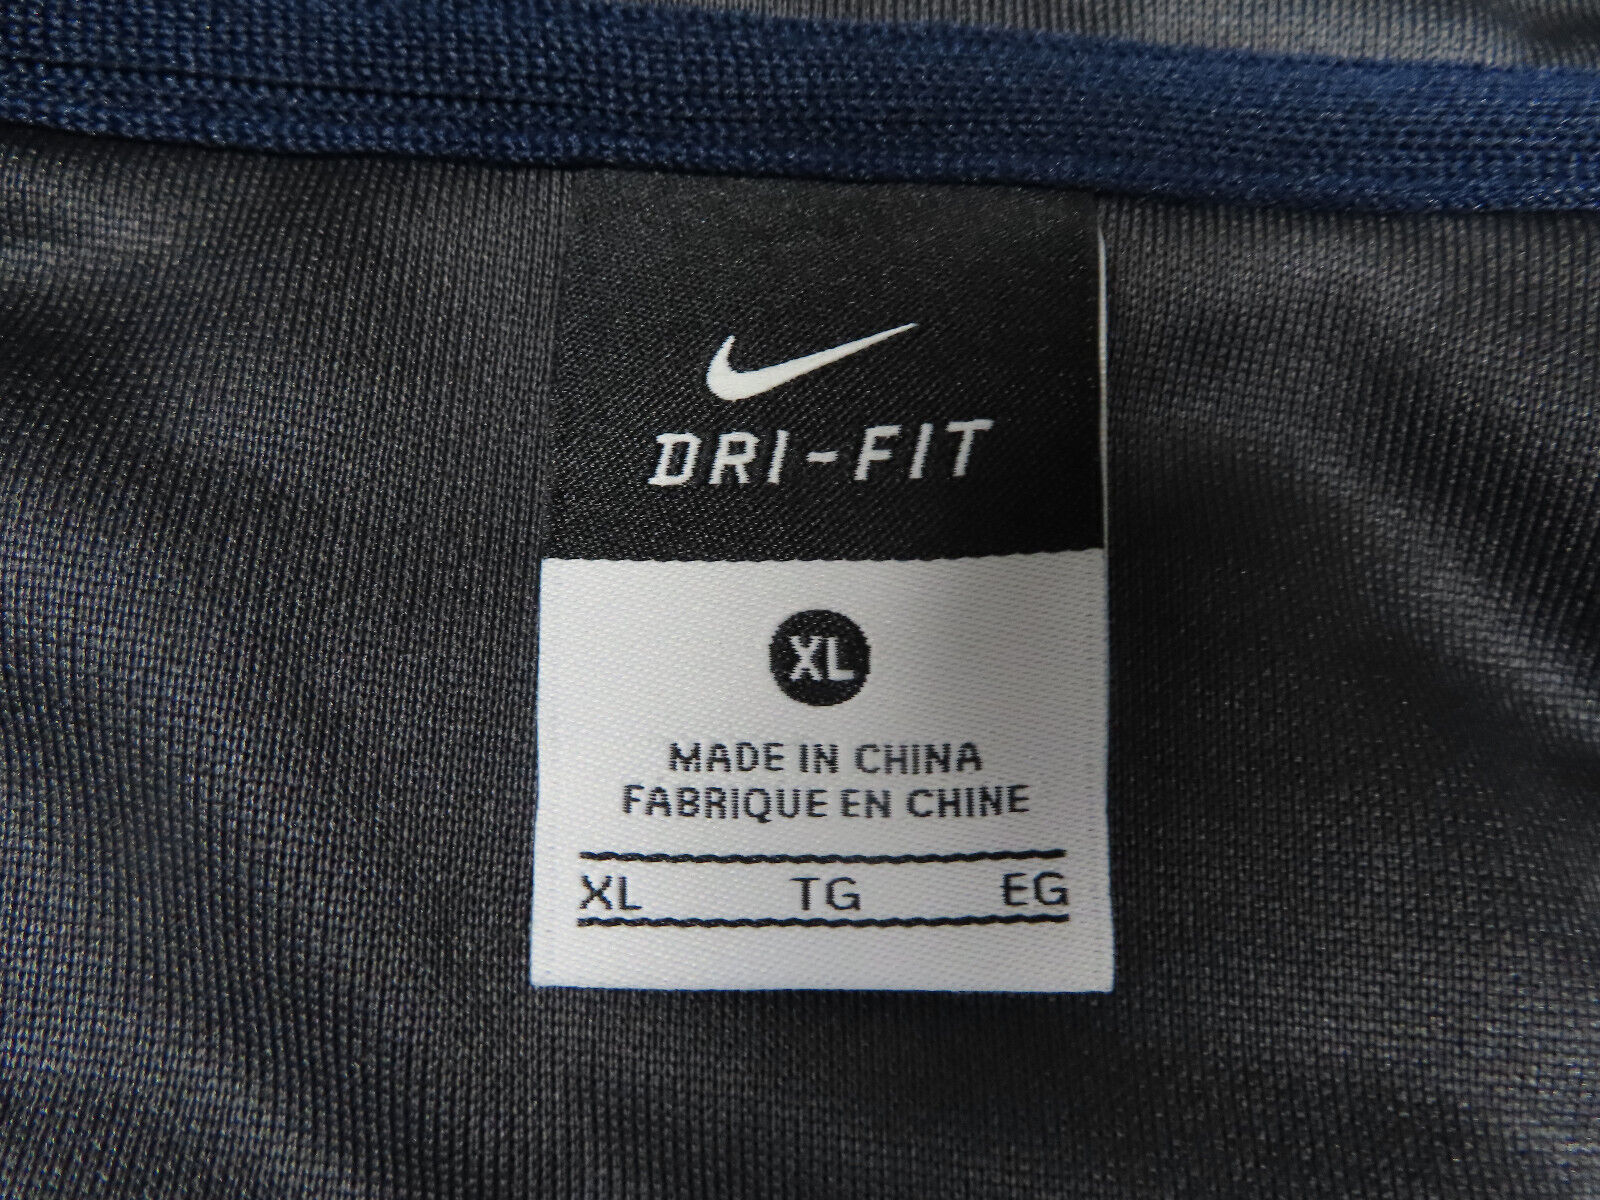 DRI-FIT
XL
MADE IN CHINA
FABRIQUE EN CHINE
XL TG EG